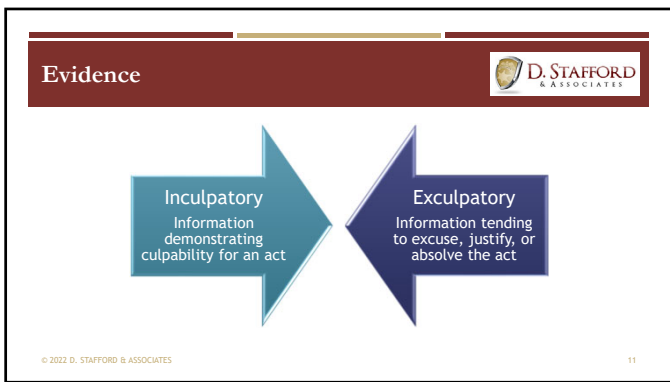 Evidence
D. STAFFORD
& ASSOCIATES
Inculpatory
Information
demonstrating
culpability for an act
Exculpatory
Information tending
to excuse, justify, or
absolve the act
© 2022 D. STAFFORD & ASSOCIATES
11